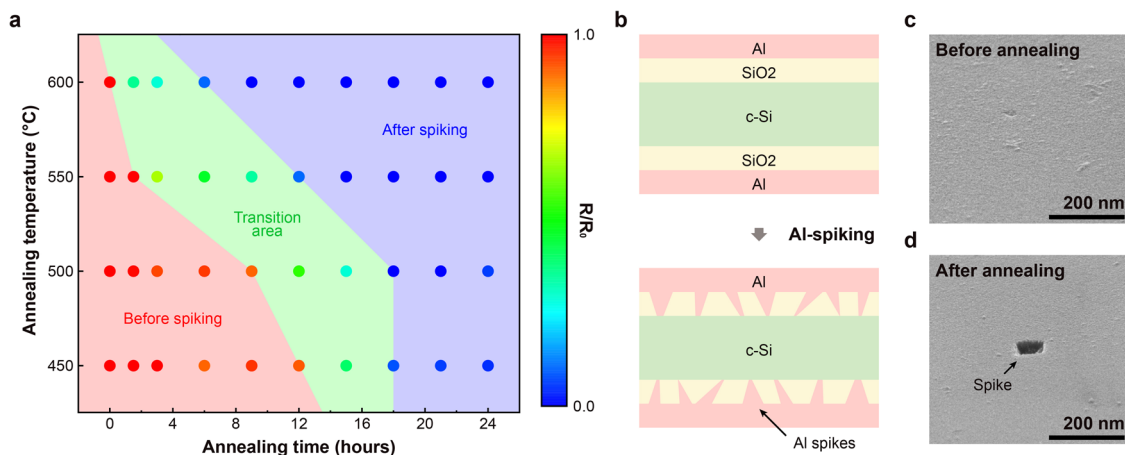 a
Annealing temperature (°C)
600
550
500
450
0
4
8
12
16
20
24
Annealing time (hours)
After spiking
Transition
area
Before spiking
1.0
R/R₀
0.0
b
Al
SiO2
c-Si
SiO2
Al
Al-spiking
Al
c-Si
Al spikes
c
Before annealing
200 nm
d
After annealing
Spike
200 nm